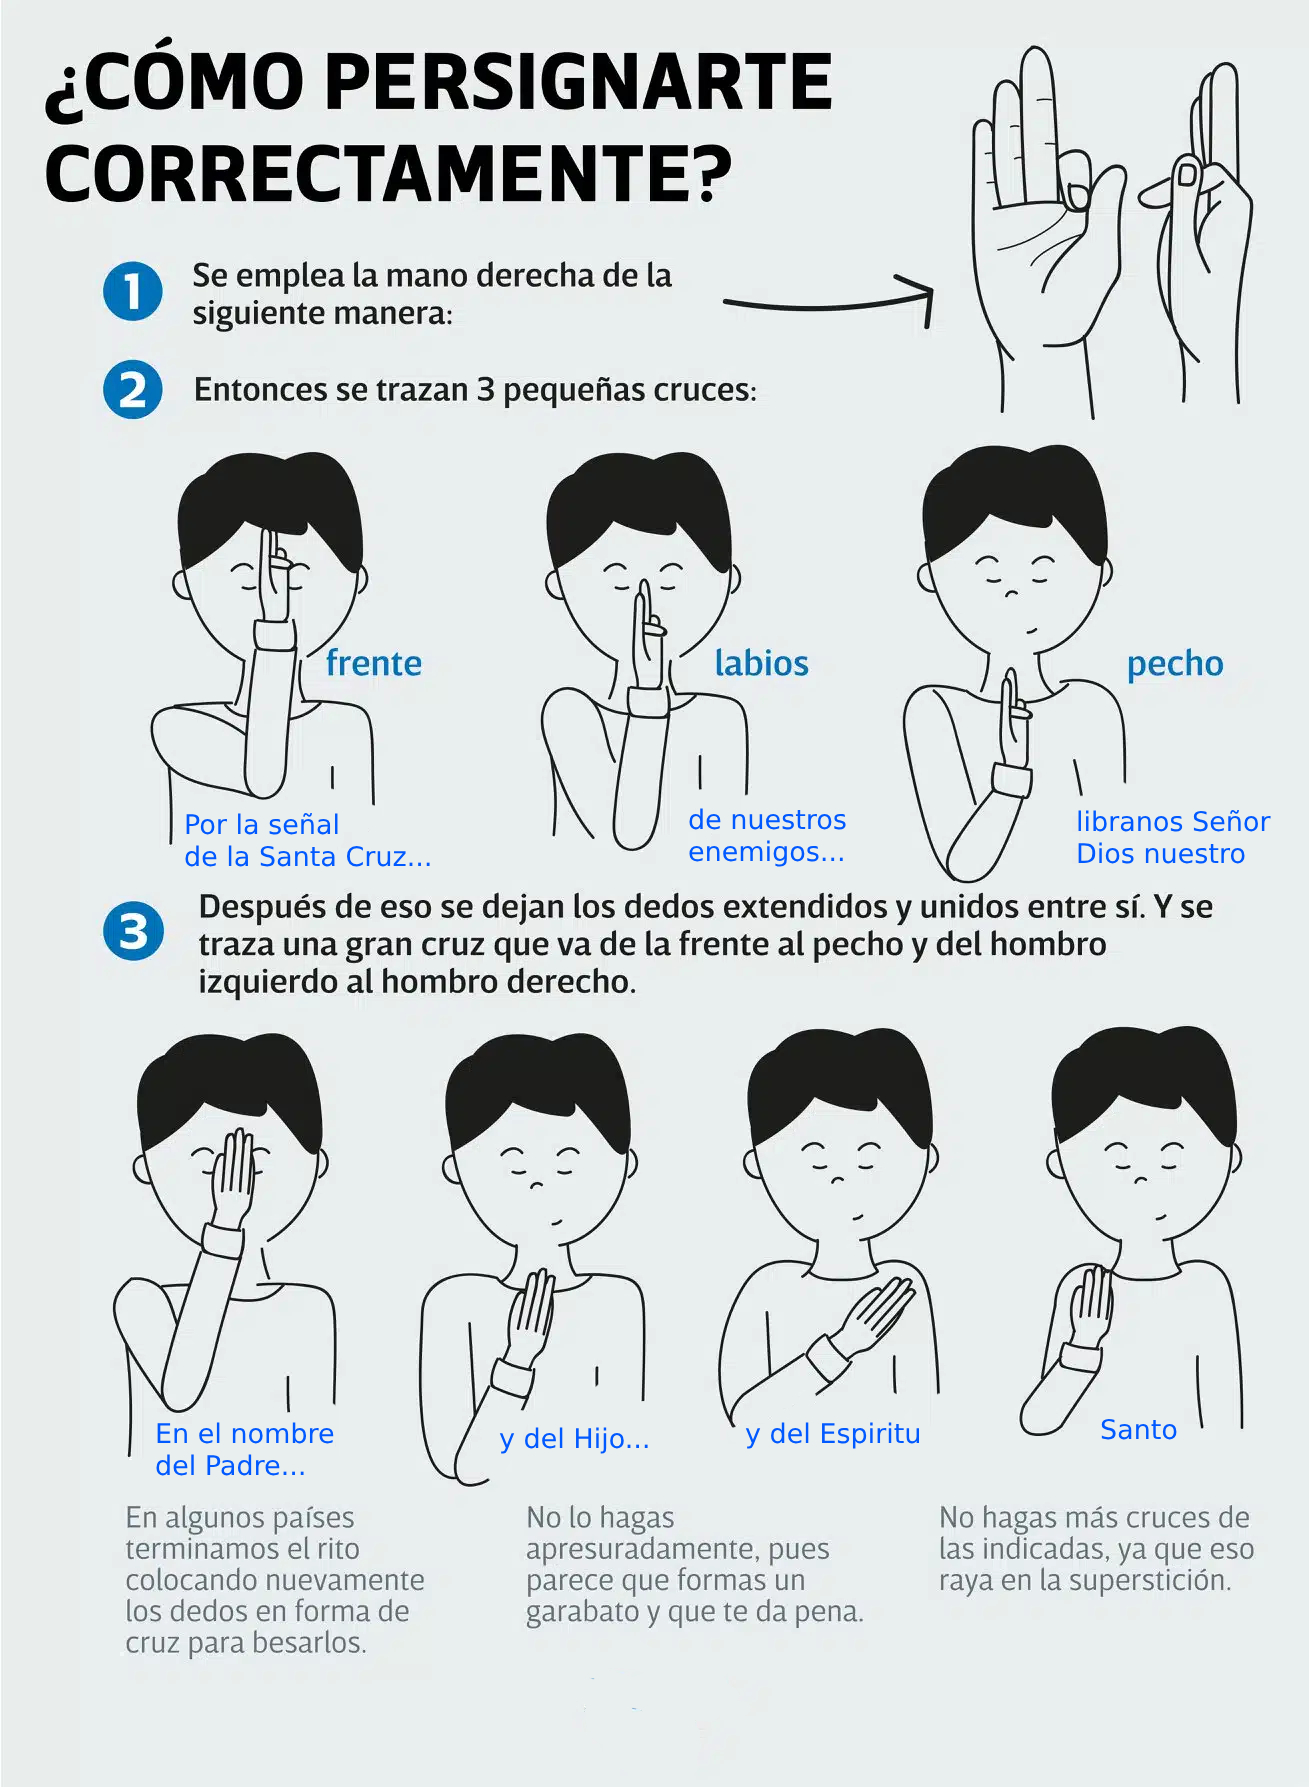 ¿CÓMO PERSIGNARTE
CORRECTAMENTE?
1
Se emplea la mano derecha de la
siguiente manera:
2
Entonces se trazan 3 pequeñas cruces:
frente
labios
pecho
Por la señal
de la Santa Cruz...
de nuestros
enemigos...
libranos Señor
Dios nuestro
3
Después de eso se dejan los dedos extendidos y unidos entre sí. Y se
traza una gran cruz que va de la frente al pecho y del hombro
izquierdo al hombro derecho.
En el nombre
del Padre...
y del Hijo...
y del Espiritu
Santo
En algunos países
terminamos el rito
colocando nuevamente
los dedos en forma de
cruz para besarlos.
No lo hagas
apresuradamente, pues
parece que formas un
garabato y que te da pena.
No hagas más cruces de
las indicadas, ya que eso
raya en la superstición.